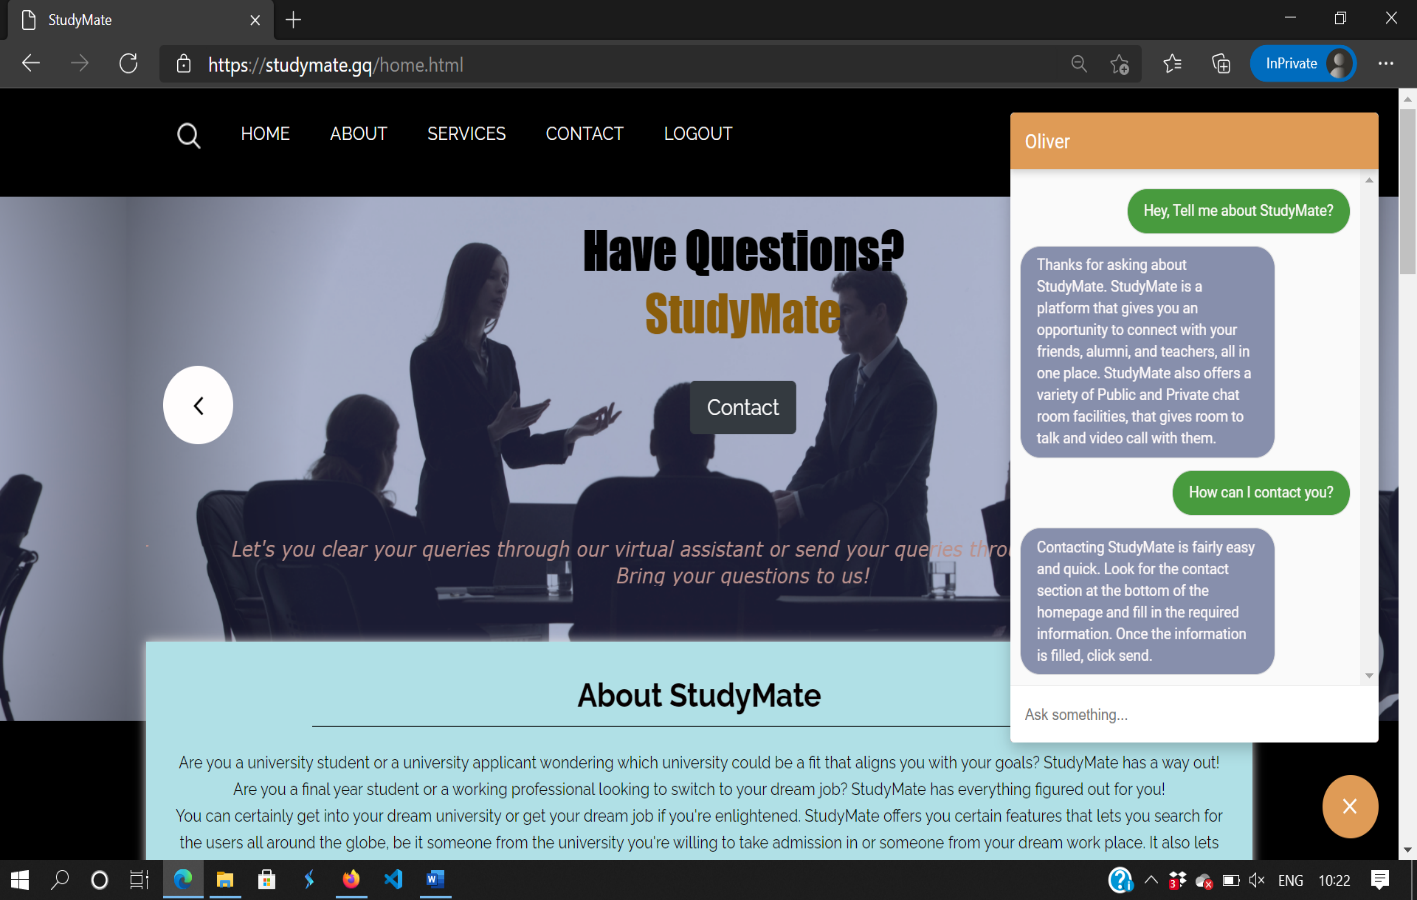 StudyMate
https://studymate.gq/home.html
InPrivate
HOME ABOUT SERVICES CONTACT LOGOUT
Have Questions?
StudyMate
Contact
Let's you clear your queries through our virtual assistant or send your queries thro
Bring your questions to us!
About StudyMate
Are you a university student or a university applicant wondering which university could be a fit that aligns you with your goals? StudyMate has a way out!
Are you a final year student or a working professional looking to switch to your dream job? StudyMate has everything figured out for you!
You can certainly get into your dream university or get your dream job if you're enlightened. StudyMate offers you certain features that lets you search for
the users all around the globe, be it someone from the university you're willing to take admission in or someone from your dream work place. It also lets
Oliver
Hey, Tell me about StudyMate?
Thanks for asking about
StudyMate. StudyMate is a
platform that gives you an
opportunity to connect with your
friends, alumni, and teachers, all in
one place. StudyMate also offers a
variety of Public and Private chat
room facilities, that gives room to
talk and video call with them.
How can I contact you?
Contacting StudyMate is fairly easy
and quick. Look for the contact
section at the bottom of the
homepage and fill in the required
information. Once the information
is filled, click send.
Ask something...
3
ENG 10:22